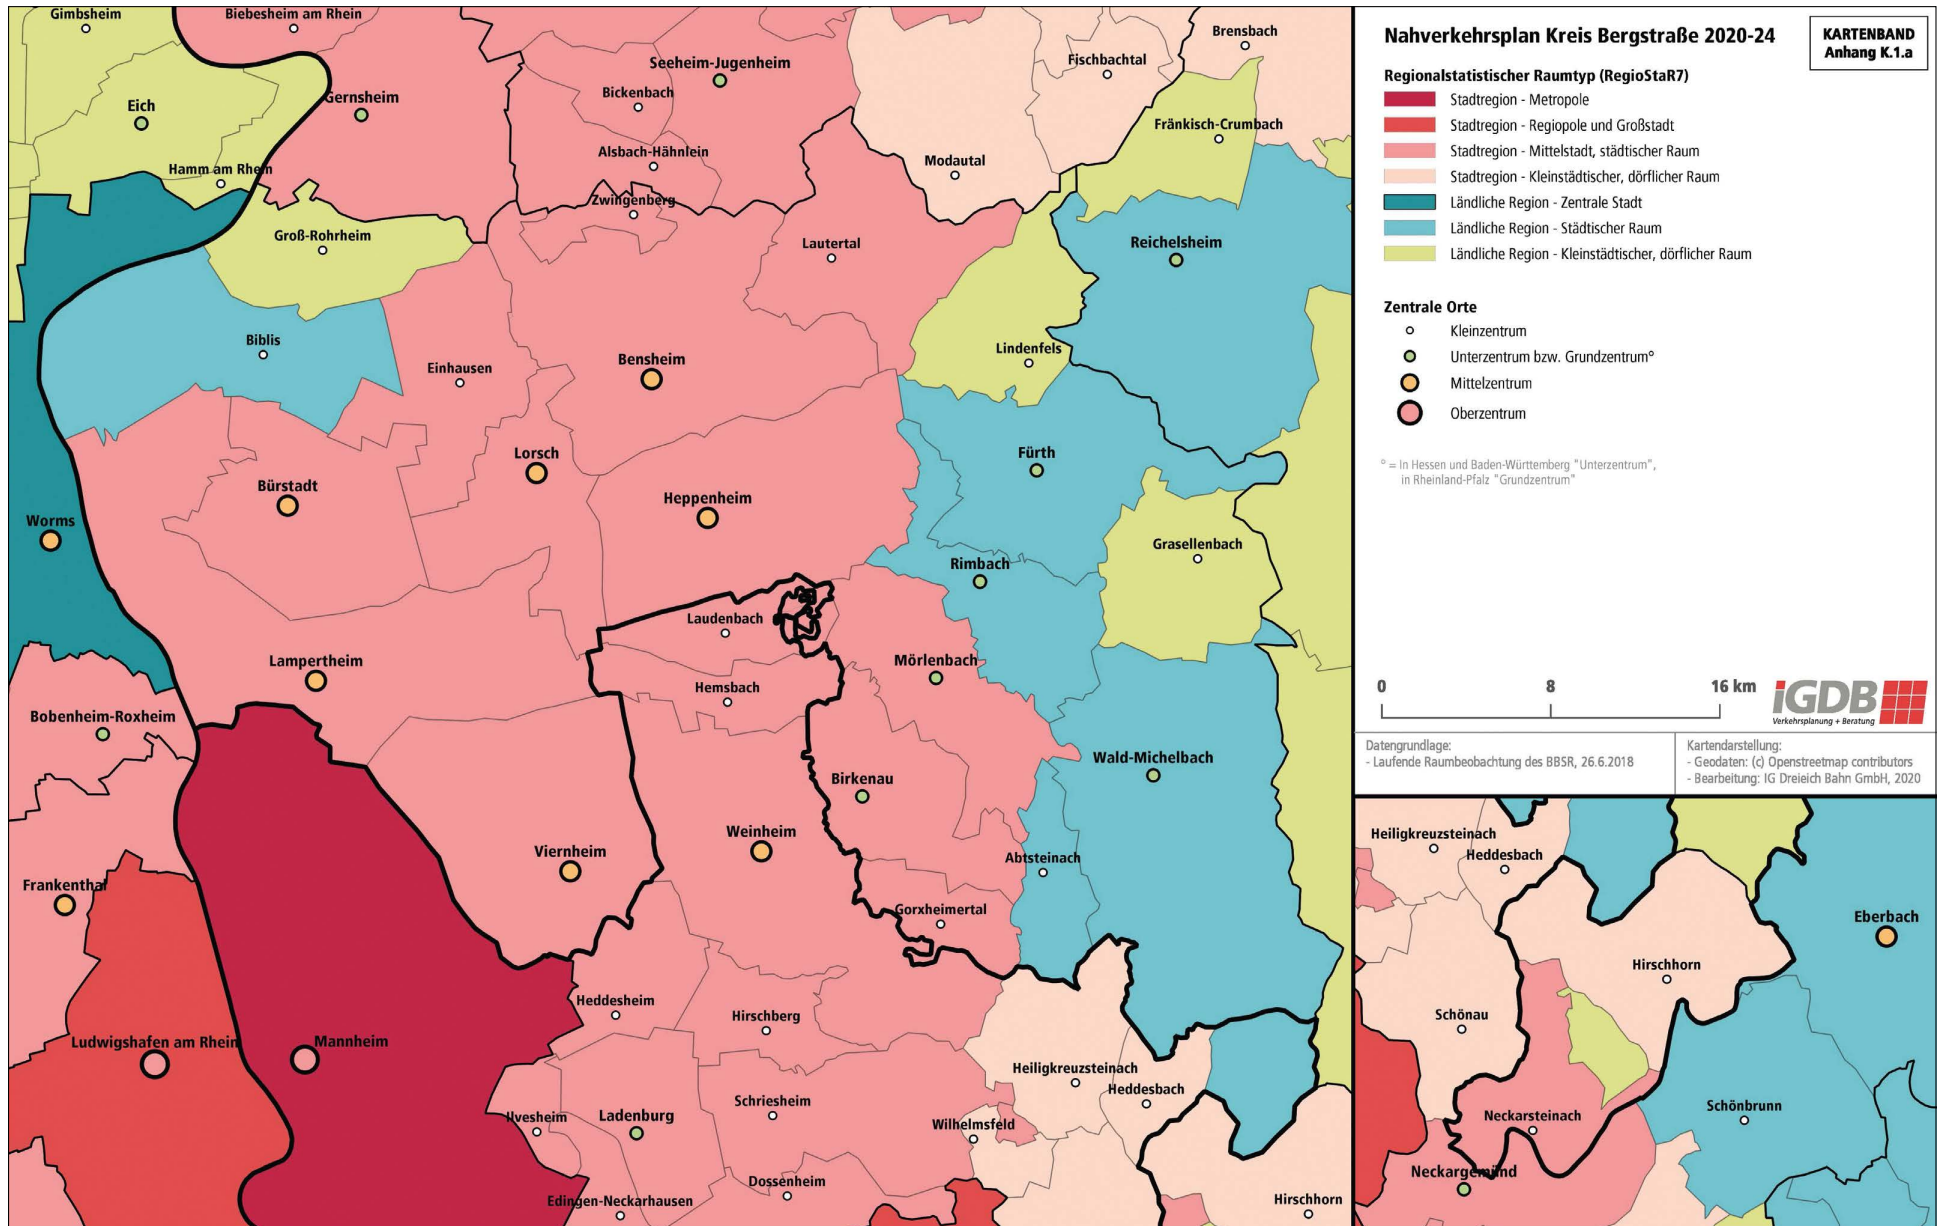 Gimbsheim
Biebesheim am Rhein
Brensbach
Fischbachtal
Seeheim-Jugenheim
Bickenbach
Eich
Gernsheim
Fränkisch-Crumbach
Alsbach-Hähnlein
Modautal
Hamm am Rhein
Zwingenberg
Groß-Rohrheim
Lautertal
Reichelsheim
Biblis
Lindenfels
Bensheim
Einhausen
Lorsch
Fürth
Bürstadt
Heppenheim
Worms
Grasellenbach
Rimbach
Laudenbach
Lampertheim
Mörlenbach
Hemsbach
Bobenheim-Roxheim
Wald-Michelbach
Birkenau
Weinheim
Viernheim
Abtsteinach
Frankenthal
Gorxheimertal
Heddesheim
Hirschberg
Ludwigshafen am Rhein
Mannheim
Heiligkreuzsteinach
Heddesbach
Schriesheim
Ilvesheim
Ladenburg
Wilhelmsfeld
Dossenheim
Edingen-Neckarhausen
Hirschhorn
Nahverkehrsplan Kreis Bergstraße 2020-24
KARTENBAND
Anhang K.1.a
Regionalstatistischer Raumtyp (RegioStaR7)
Stadtregion - Metropole
Stadtregion - Regiopole und Großstadt
Stadtregion - Mittelstadt, städtischer Raum
Stadtregion - Kleinstädtischer, dörflicher Raum
Ländliche Region - Zentrale Stadt
Ländliche Region - Städtischer Raum
Ländliche Region - Kleinstädtischer, dörflicher Raum
Zentrale Orte
Kleinzentrum
Unterzentrum bzw. Grundzentrum°
Mittelzentrum
Oberzentrum
° = in Hessen und Baden-Württemberg "Unterzentrum",
in Rheinland-Pfalz "Grundzentrum"
0 8 16 km
iGDB
Verkehrsplanung + Beratung
Datengrundlage:
- Laufende Raumbeobachtung des BBSR, 26.6.2018
Kartendarstellung:
- Geodaten: (c) Openstreetmap contributors
- Bearbeitung: IG Dreieich Bahn GmbH, 2020
Heiligkreuzsteinach
Heddesbach
Eberbach
Hirschhorn
Schönau
Neckarsteinach
Schönbrunn
Neckargemünd